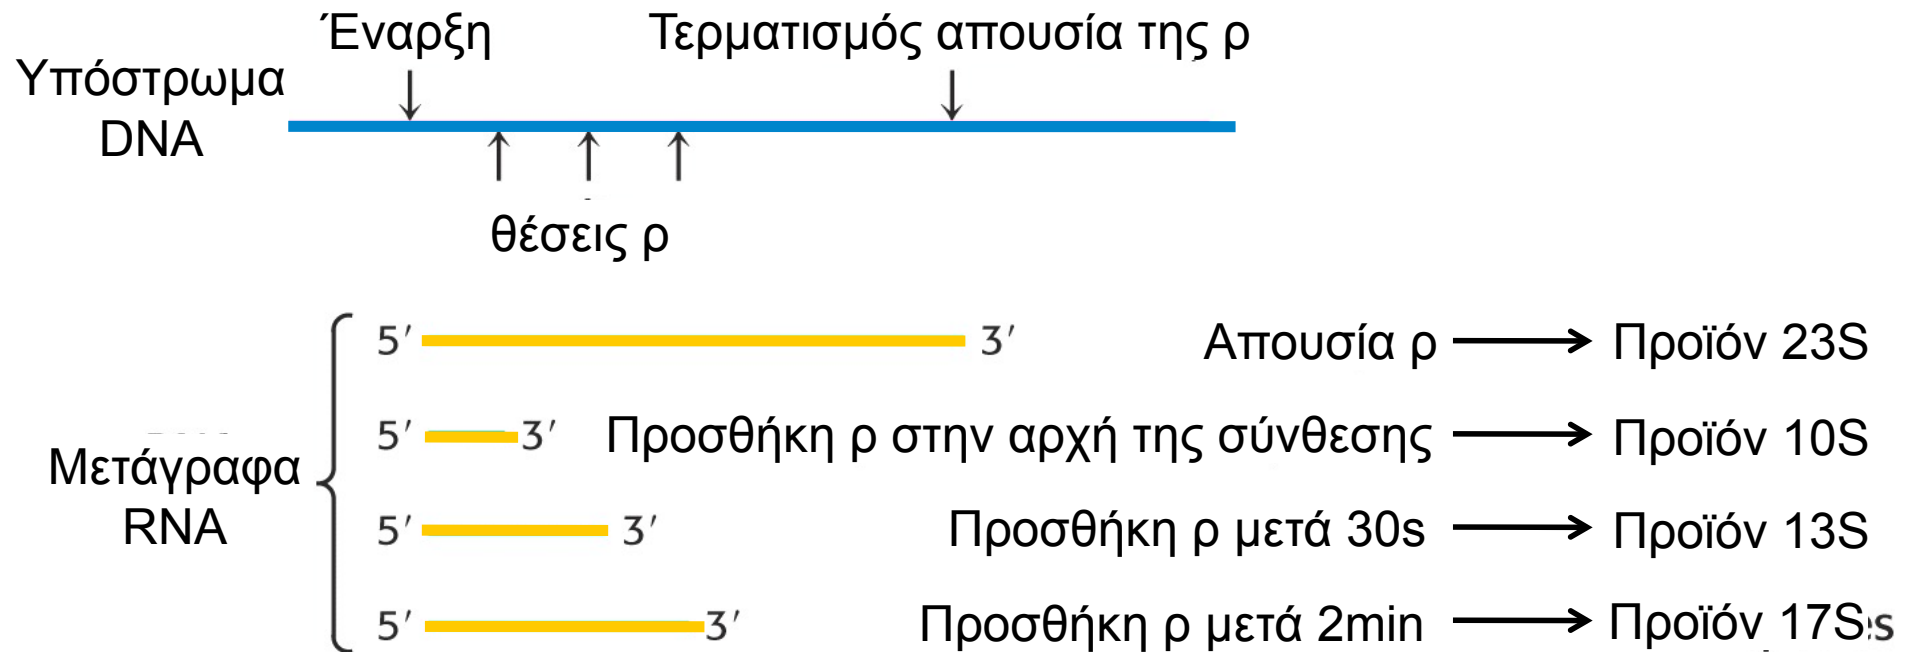 Έναρξη Τερματισμός απουσία της ρ
Υπόστρωμα
DNA
θέσεις ρ
5′ 3′ Απουσία ρ Προϊόν 23S
5′ 3′ Προσθήκη ρ στην αρχή της σύνθεσης Προϊόν 10S
Μετάγραφα
RNA
5′ 3′ Προσθήκη ρ μετά 30s Προϊόν 13S
5′ 3′ Προσθήκη ρ μετά 2min Προϊόν 17S